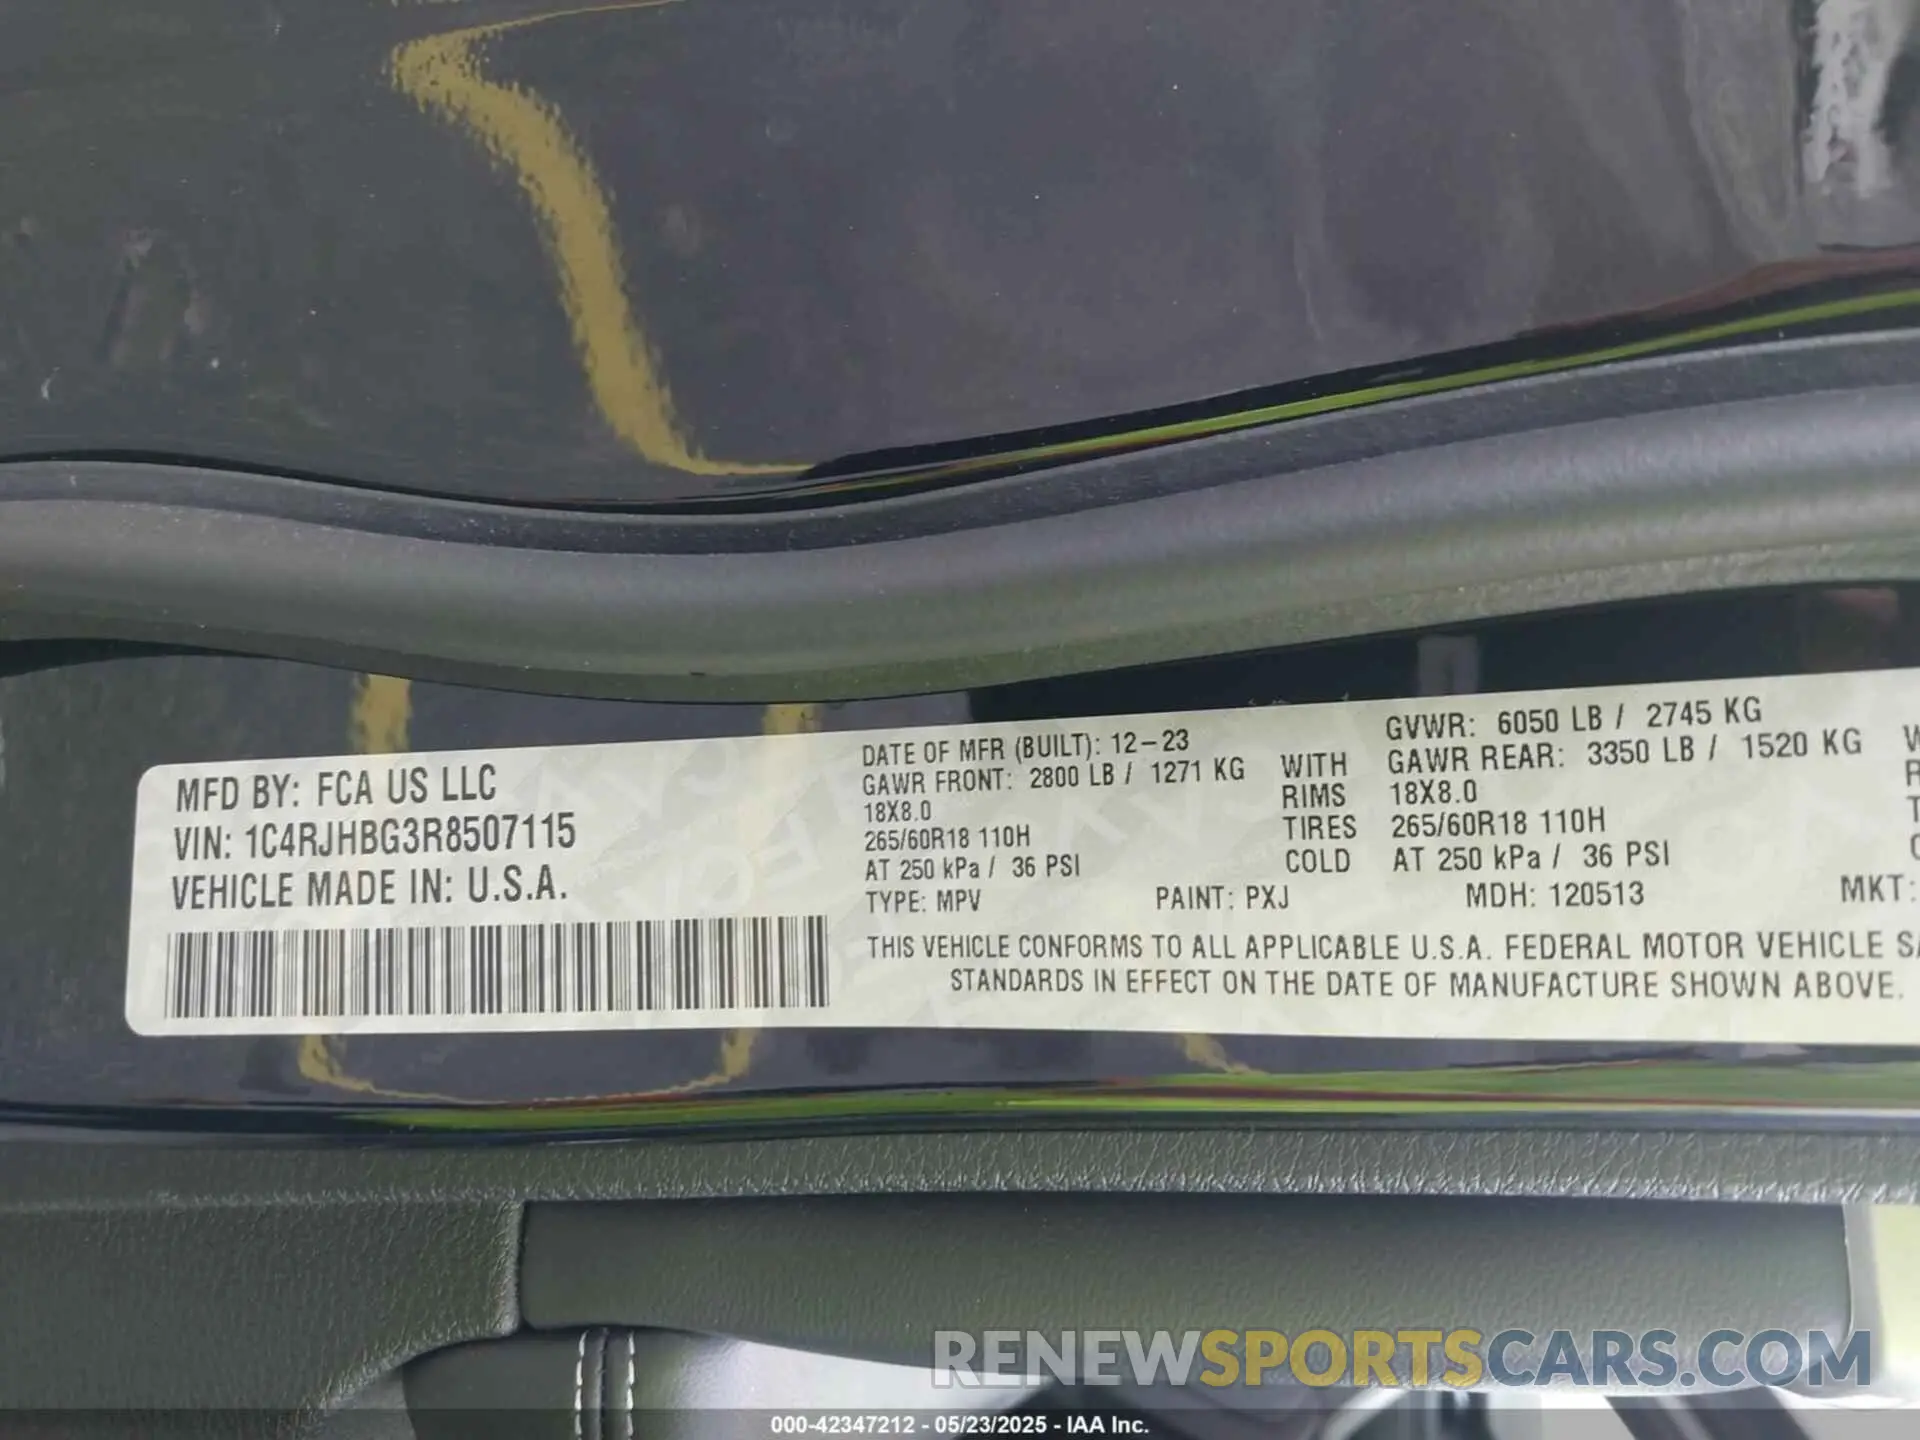 MFD BY: FCA US LLC
VIN: 1C4RJHBG3R8507115
VEHICLE MADE IN: U.S.A.
DATE OF MFR (BUILT): 12-23
GAWR FRONT: 2800 LB / 1271 KG
18X8.0
265/60R18 110H
AT 250 kPa / 36 PSI
TYPE: MPV
WITH
RIMS
TIRES
COLD
GVWR: 6050 LB / 2745 KG
GAWR REAR: 3350 LB / 1520 KG
18X8.0
265/60R18 110H
AT 250 kPa / 36 PSI
PAINT: PXJ
MDH: 120513
MKT:
THIS VEHICLE CONFORMS TO ALL APPLICABLE U.S.A. FEDERAL MOTOR VEHICLE
STANDARDS IN EFFECT ON THE DATE OF MANUFACTURE SHOWN ABOVE.
RENEWSPORTSCARS.COM
000-42347212 - 05/23/2025 - IAA Inc.